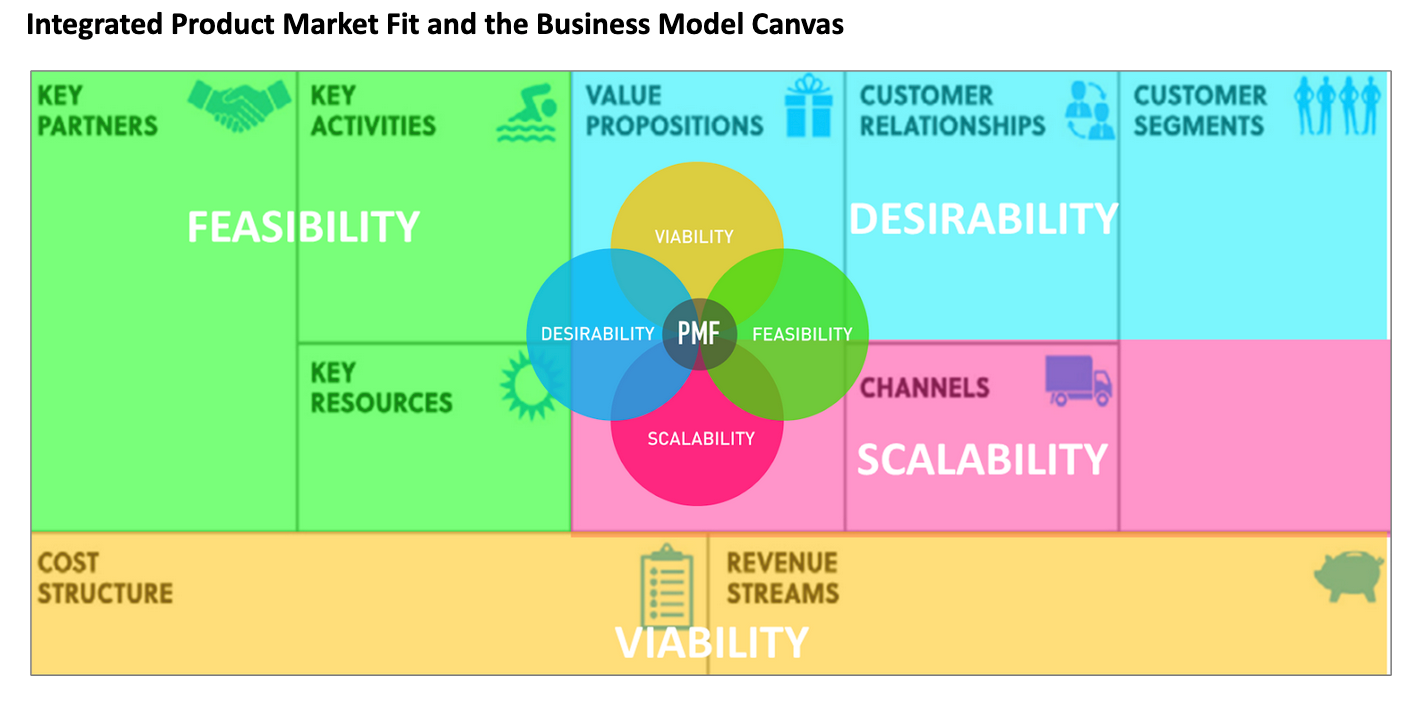 Integrated Product Market Fit and the Business Model Canvas
KEY
PARTNERS
KEY
ACTIVITIES
VALUE
PROPOSITIONS
CUSTOMER
RELATIONSHIPS
CUSTOMER
SEGMENTS
FEASIBILITY
DESIRABILITY
VIABILITY
DESIRABILITY
PMF
FEASIBILITY
SCALABILITY
KEY
RESOURCES
CHANNELS
SCALABILITY
COST
STRUCTURE
REVENUE
STREAMS
VIABILITY